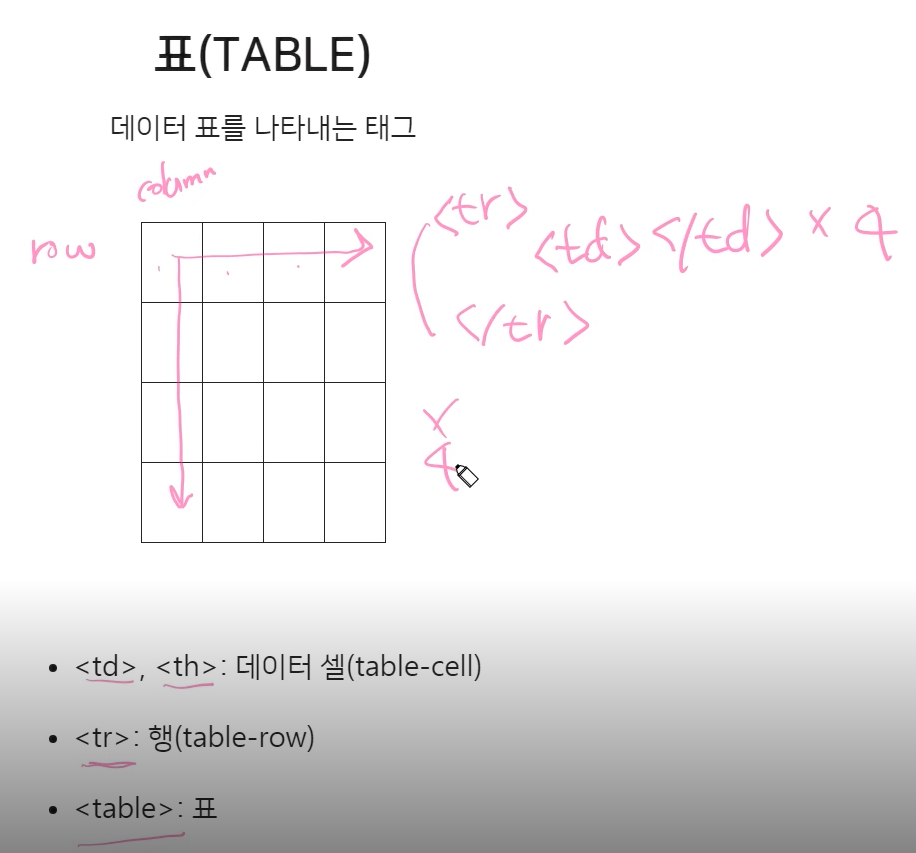 표(TABLE)
데이터 표를 나타내는 태그
column
row
<tr>
<td></td> x 4
</tr>
x
4
• <td>, <th>: 데이터 셀(table-cell)
• <tr>: 행(table-row)
• <table>: 표